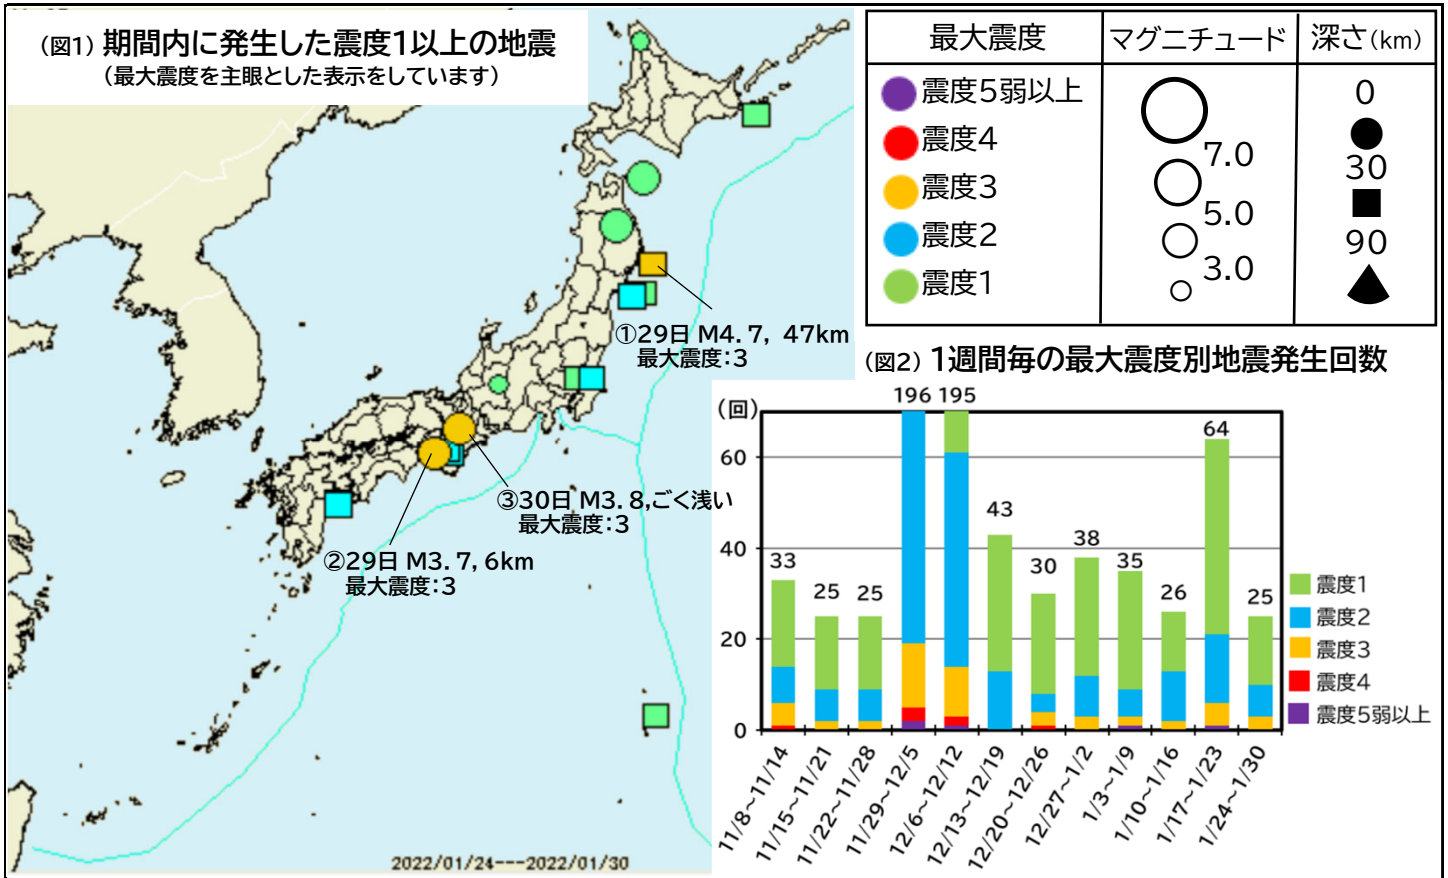 (図1) 期間内に発生した震度1以上の地震
(最大震度を主眼とした表示をしています)
①29日 M4.7, 47km
最大震度:3
③30日 M3.8,ごく浅い
最大震度:3
②29日 M3.7,6km
最大震度:3
2022/01/24---2022/01/30
最大震度 マグニチュード 深さ(km)
震度5弱以上
震度4
震度3
震度2
震度1
7.0
5.0
3.0
0
30
90
(図2) 1週間毎の最大震度別地震発生回数
(回)
60
40
20
0
33
25
25
196
195
43
30
38
35
26
64
25
11/8~11/14
11/15~11/21
11/22~11/28
11/29~12/5
12/6~12/12
12/13~12/19
12/20~12/26
12/27~1/2
1/3~1/9
1/10~1/16
1/17~1/23
1/24~1/30
震度1
震度2
震度3
震度4
震度5弱以上